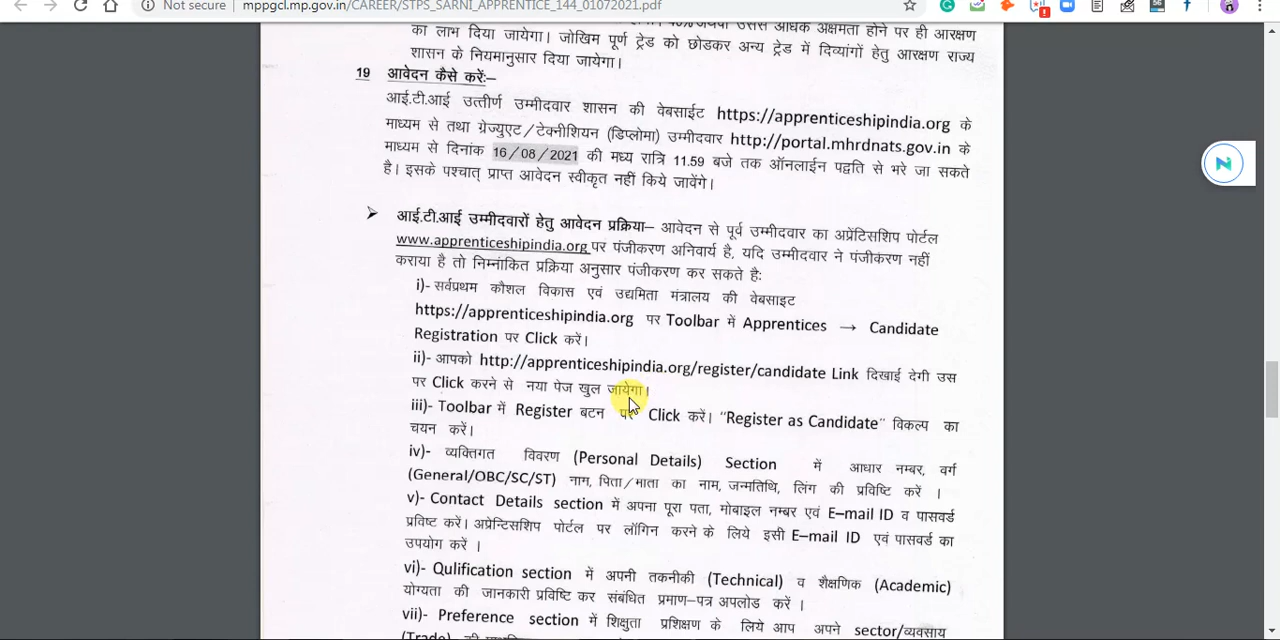 Not secure | mppgcl.mp.gov.in/CAREER/STPS_SARNI_APPRENTICE_144_01072021.pdf
का लाभ दिया जायेगा। जोखिम पूर्ण ट्रेड को छोडकर अन्य ट्रेड में दिव्यांगों हेतु आरक्षण राज्य
शासन के नियमानुसार दिया जायेगा।
19 आवेदन कैसे करें:–
आई.टी.आई उत्तीर्ण उम्मीदवार शासन की वेबसाईट https://apprenticeshipindia.org के
माध्यम से तथा ग्रेज्युएट/टेक्नीशियन (डिप्लोमा) उम्मीदवार http://portal.mhrdnats.gov.in के
माध्यम से दिनांक 16/08/2021 की मध्य रात्रि 11.59 बजे तक ऑनलाईन पद्वति से भरे जा सकते
है। इसके पश्चात् प्राप्त आवेदन स्वीकृत नहीं किये जावेंगे।
➤ आई.टी.आई उम्मीदवारों हेतु आवेदन प्रक्रिया– आवेदन से पूर्व उम्मीदवार का अप्रेंटिसशिप पोर्टल
www.apprenticeshipindia.org पर पंजीकरण अनिवार्य है, यदि उम्मीदवार ने पंजीकरण नहीं
कराया है तो निम्नांकित प्रक्रिया अनुसार पंजीकरण कर सकते है:
i)- सर्वप्रथम कौशल विकास एवं उद्यमिता मंत्रालय की वेबसाइट
https://apprenticeshipindia.org पर Toolbar में Apprentices → Candidate
Registration पर Click करें।
ii)- आपको http://apprenticeshipindia.org/register/candidate Link दिखाई देगी उस
पर Click करने से नया पेज खुल जायेगा।
iii)- Toolbar में Register बटन पर Click करें। “Register as Candidate” विकल्प का
चयन करें।
iv)- व्यक्तिगत विवरण (Personal Details) Section में आधार नम्बर, वर्ग
(General/OBC/SC/ST) नाम, पिता/माता का नाम, जन्मतिथि, लिंग की प्रविष्टि करें ।
v)- Contact Details section में अपना पूरा पता, मोबाइल नम्बर एवं E–mail ID व पासवर्ड
प्रविष्ट करें। अप्रेन्टिसशिप पोर्टल पर लॉगिन करने के लिये इसी E–mail ID एवं पासवर्ड का
उपयोग करें ।
vi)- Qulification section में अपनी तकनीकी (Technical) व शैक्षणिक (Academic)
योग्यता की जानकारी प्रविष्टि कर संबंधित प्रमाण–पत्र अपलोड करें ।
vii)- Preference section में शिक्षुता प्रशिक्षण के लिये आप अपने sector/व्यवसाय
(Trade)